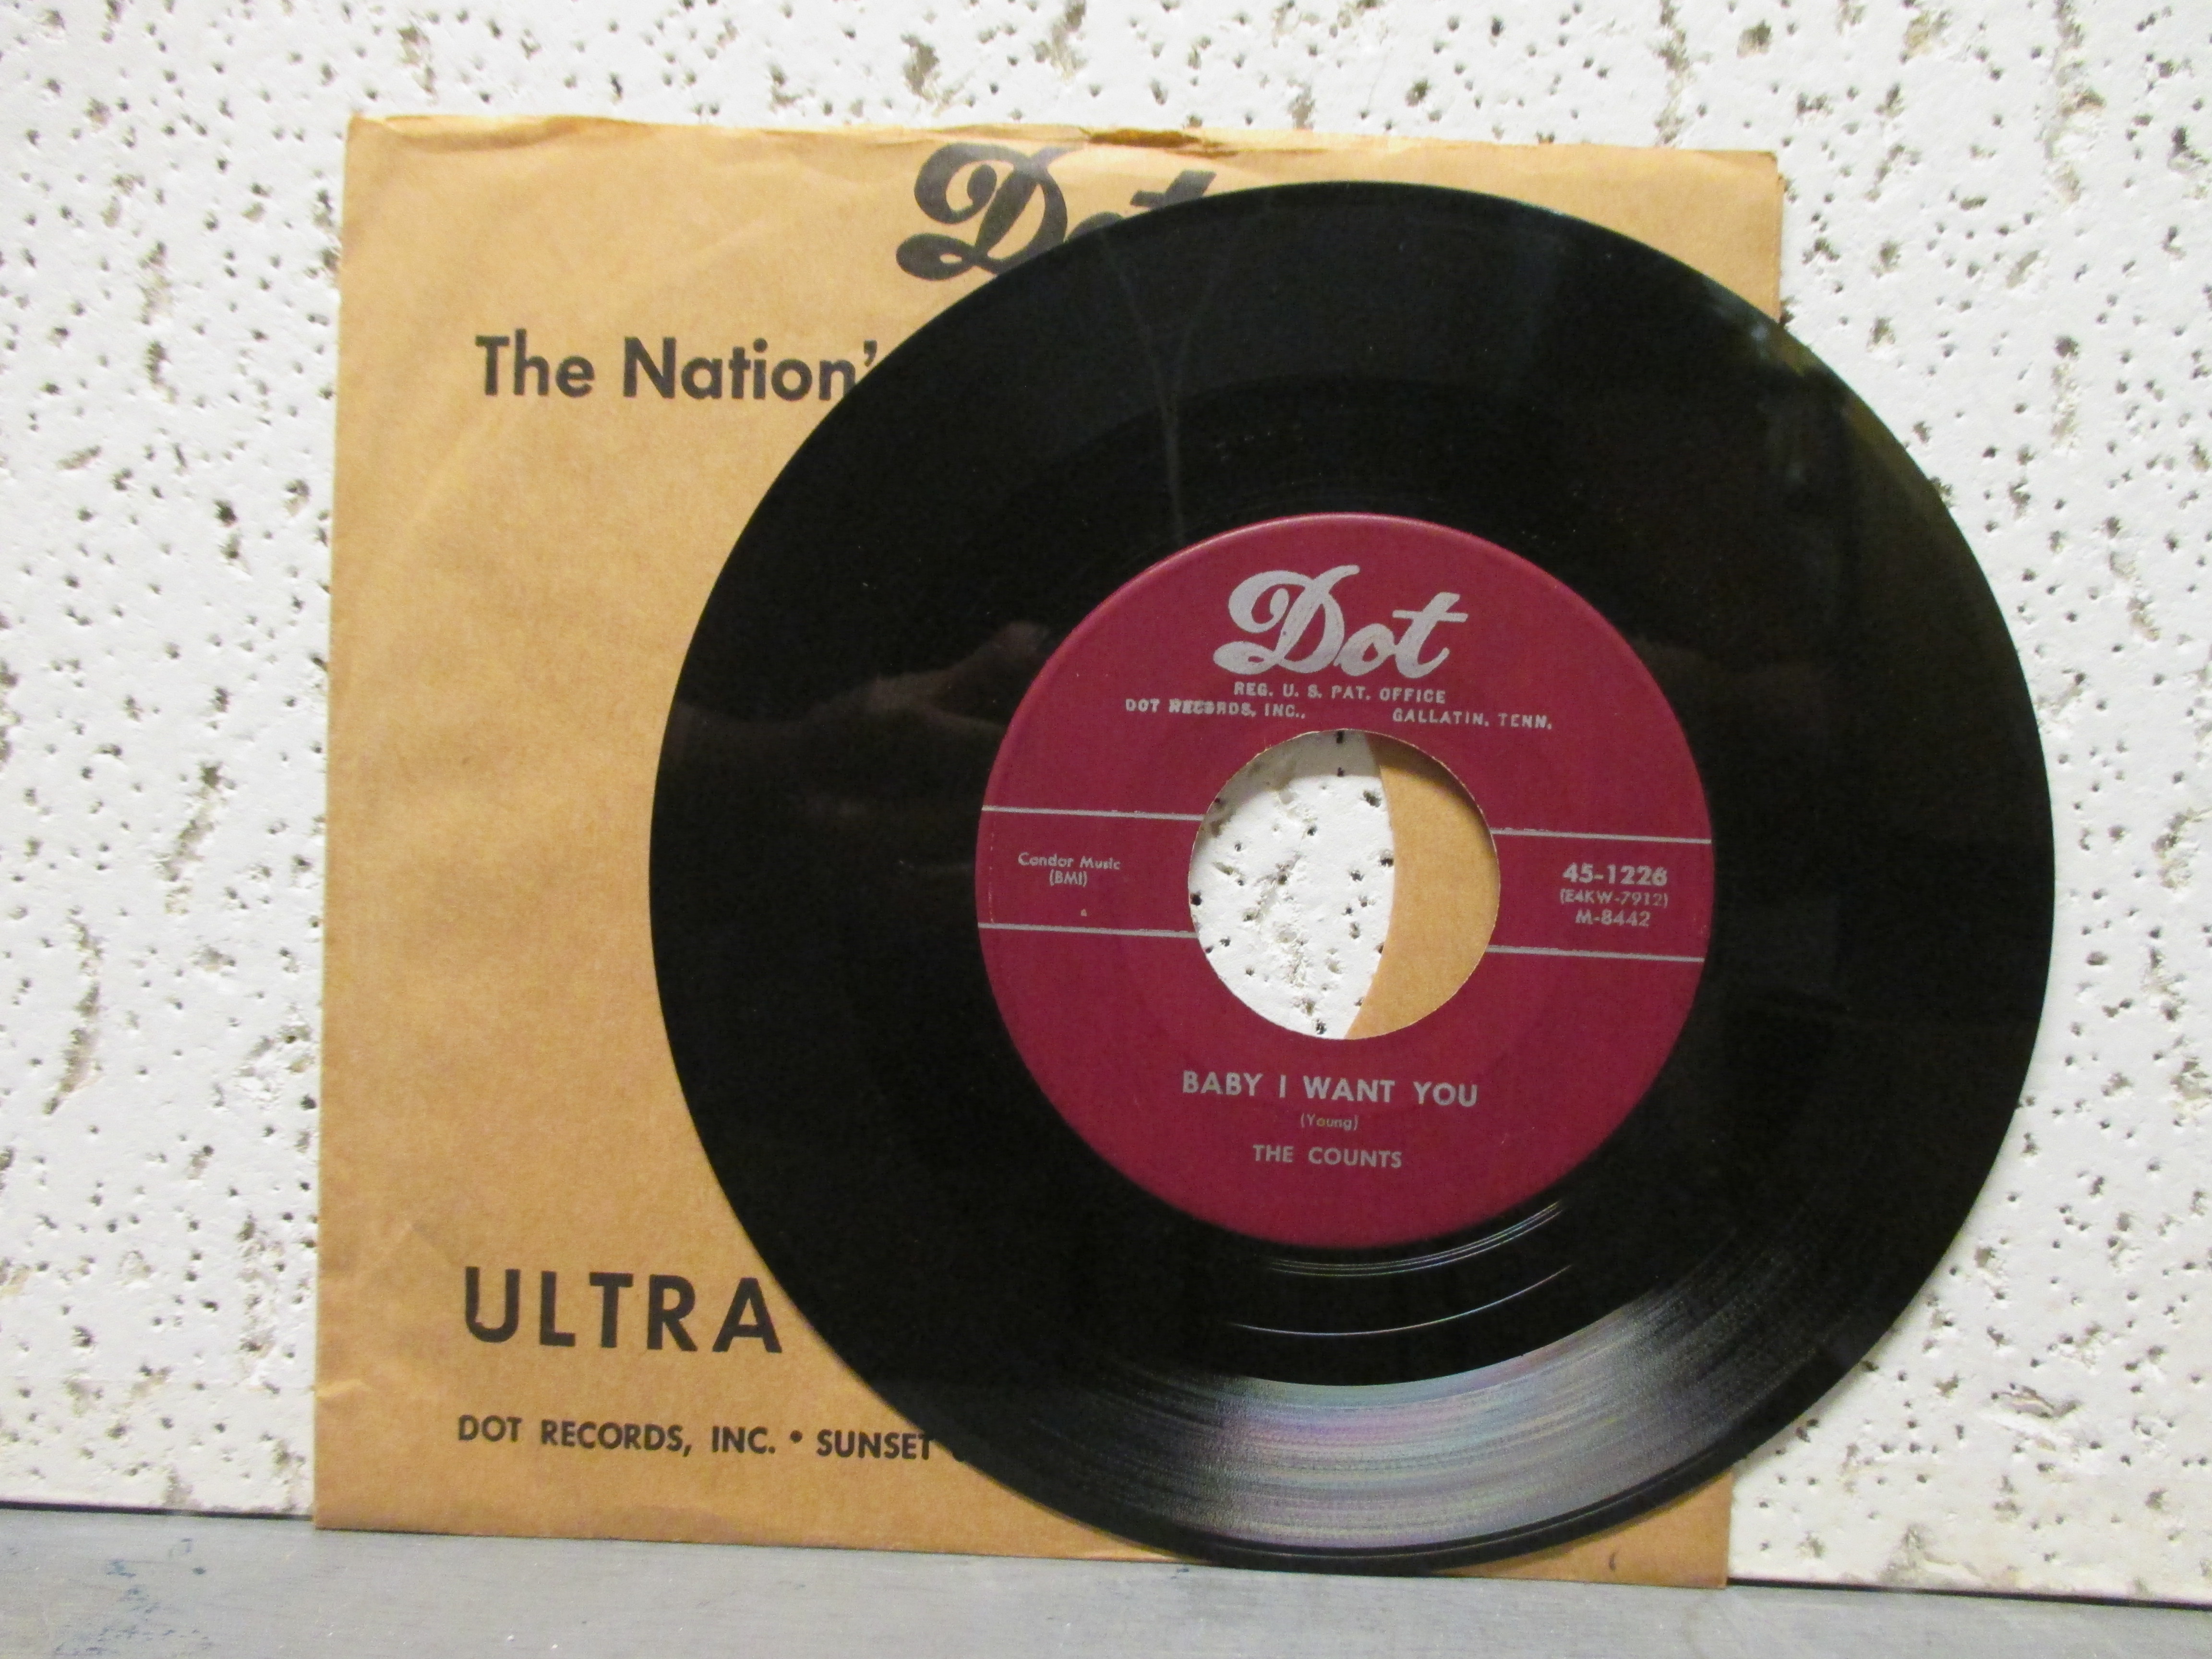 Dot
The Nation'
ULTRA
DOT RECORDS, INC. • SUNSET
Dot
REG. U. S. PAT. OFFICE
DOT RECORDS, INC., GALLATIN, TENN.
Condor Music
(BMI)
45-1226
(E4KW-7912)
M-8442
BABY I WANT YOU
(Young)
THE COUNTS